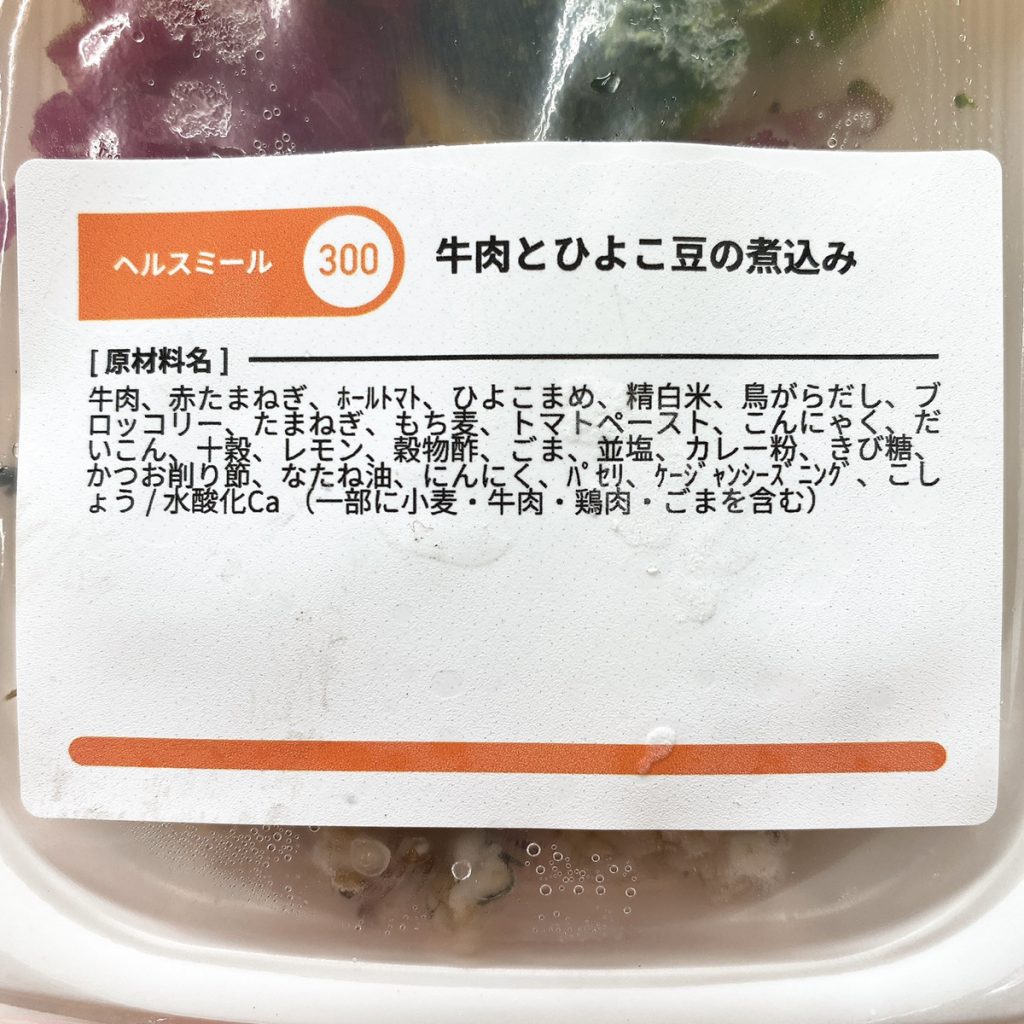 ヘルスミール 300 牛肉とひよこ豆の煮込み
[ 原材料名 ]
牛肉、赤たまねぎ、ﾎｰﾙﾄﾏﾄ、ひよこまめ、精白米、鳥がらだし、ブ
ロッコリー、たまねぎ、もち麦、トマトペースト、こんにゃく、だ
いこん、十穀、レモン、穀物酢、ごま、並塩、カレー粉、きび糖、
かつお削り節、なたね油、にんにく、ﾊﾟセリ、ｹｰｼﾞｬﾝシｰｽﾞﾆﾝｸﾞ、こし
ょう / 水酸化Ca （一部に小麦・牛肉・鶏肉・ごまを含む）